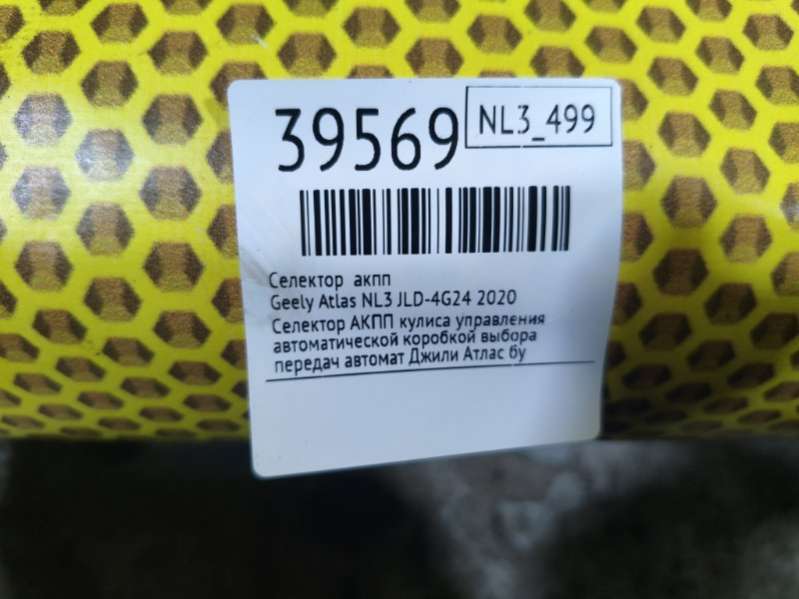 39569
NL3_499
Селектор акпп
Geely Atlas NL3 JLD-4G24 2020
Селектор АКПП кулиса управления
автоматической коробкой выбора
передач автомат Джили Атлас бу